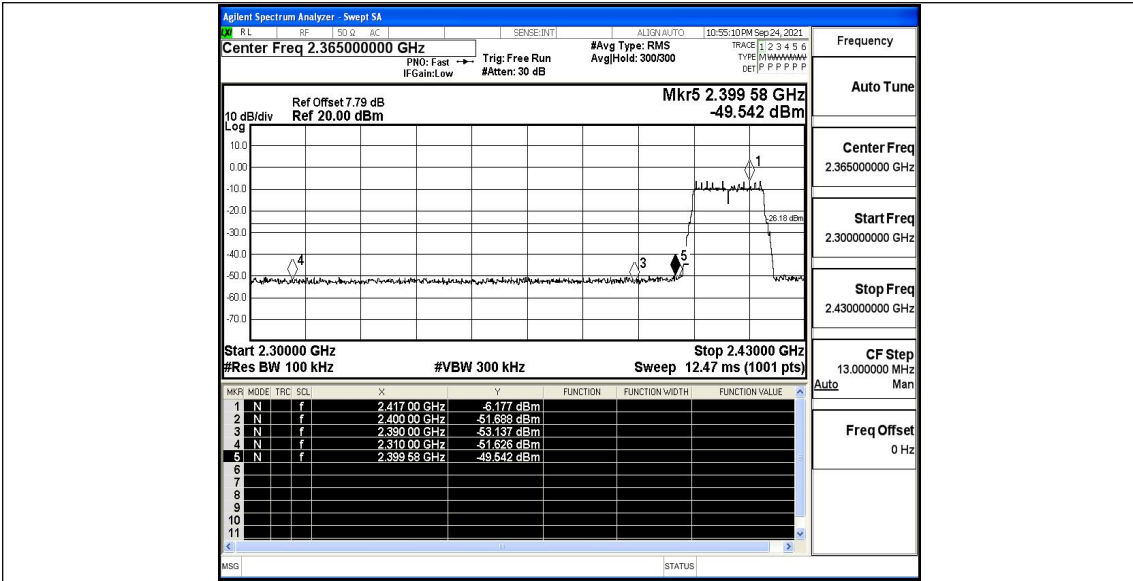 Agilent Spectrum Analyzer - Swept SA
LXI RL RF 50 Ω AC SENSE:INT ALIGN AUTO 10:55:10 PM Sep 24, 2021
Center Freq 2.365000000 GHz
PNO: Fast
IFGain:Low
Trig: Free Run
#Atten: 30 dB
#Avg Type: RMS
Avg|Hold: 300/300
TRACE 1 2 3 4 5 6
TYPE M
DET P P P P P P
Frequency
Auto Tune
Center Freq
2.365000000 GHz
Start Freq
2.300000000 GHz
Stop Freq
2.430000000 GHz
CF Step
13.000000 MHz
Auto Man
Freq Offset
0 Hz
Mkr5 2.399 58 GHz
-49.542 dBm
Ref Offset 7.79 dB
10 dB/div Ref 20.00 dBm
Log
10.0
0.00
-10.0
-20.0
-30.0
-40.0
-50.0
-60.0
-70.0
1
-26.18 dBm
4
3
5
Start 2.30000 GHz Stop 2.43000 GHz
#Res BW 100 kHz #VBW 300 kHz Sweep 12.47 ms (1001 pts)
MKR MODE TRC SCL X Y FUNCTION FUNCTION WIDTH FUNCTION VALUE
1 N f 2.417 00 GHz -6.177 dBm
2 N f 2.400 00 GHz -51.688 dBm
3 N f 2.390 00 GHz -53.137 dBm
4 N f 2.310 00 GHz -51.626 dBm
5 N f 2.399 58 GHz -49.542 dBm
6
7
8
9
10
11
MSG STATUS